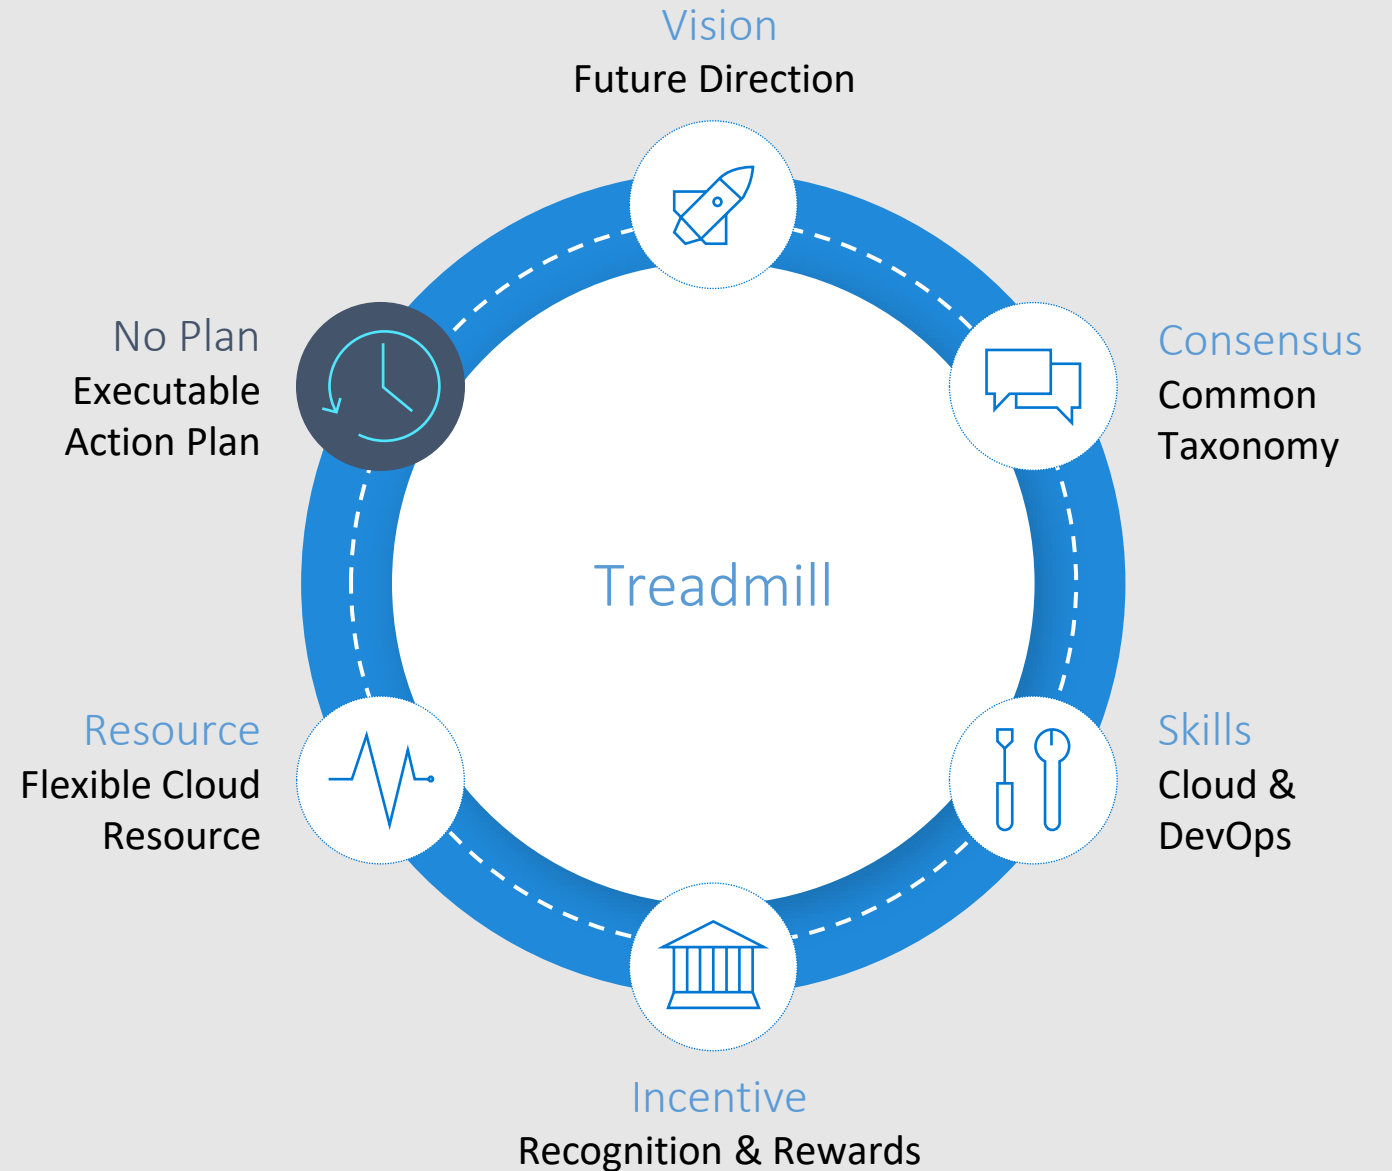 Vision
Future Direction
No Plan
Executable
Action Plan
Consensus
Common
Taxonomy
Treadmill
Resource
Flexible Cloud
Resource
Skills
Cloud &
DevOps
Incentive
Recognition & Rewards